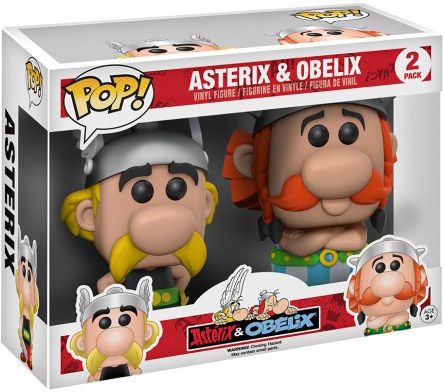 POP!
ASTERIX & OBELIX
VINYL FIGURE / FIGURINE EN VINYLE / FIGURA DE VINIL
2
PACK
ASTERIX
Asterix & OBELIX
WARNING: Choking Hazard.
May contain small parts.
AGE
3+